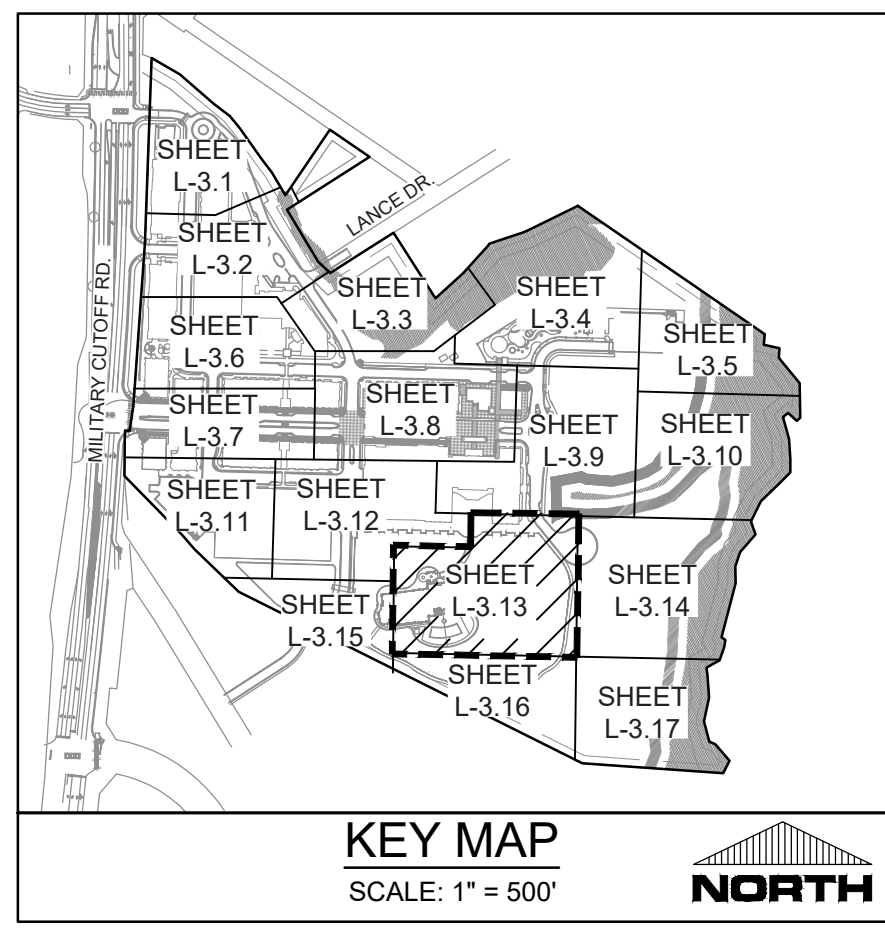 SHEET
L-3.1
LANCE DR.
SHEET
L-3.2
MILITARY CUTOFF RD.
SHEET
L-3.3
SHEET
L-3.4
SHEET
L-3.5
SHEET
L-3.6
SHEET
L-3.7
SHEET
L-3.8
SHEET
L-3.9
SHEET
L-3.10
SHEET
L-3.11
SHEET
L-3.12
SHEET
L-3.13
SHEET
L-3.14
SHEET
L-3.15
SHEET
L-3.16
SHEET
L-3.17
KEY MAP
SCALE: 1" = 500'
NORTH